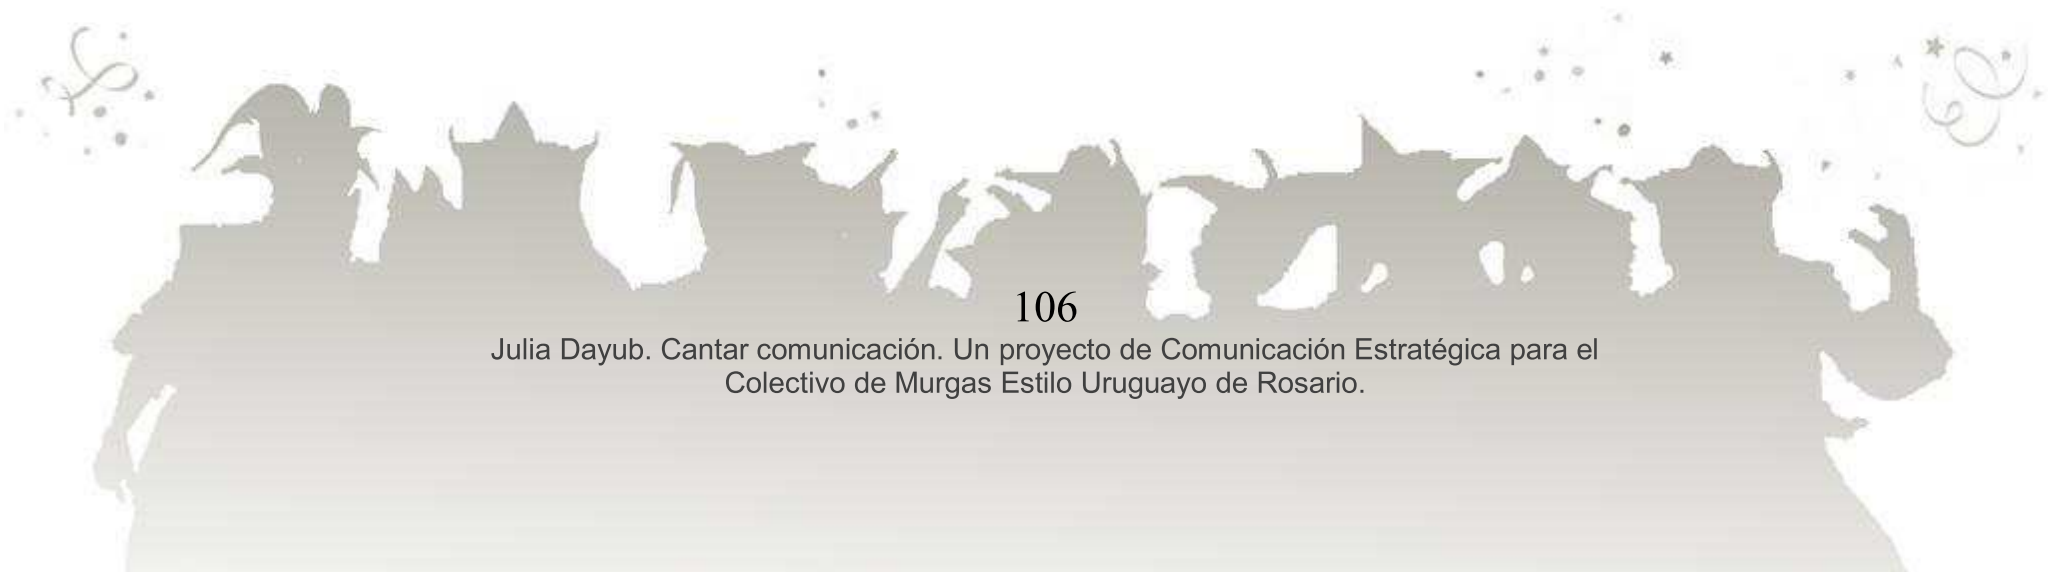 106
Julia Dayub. Cantar comunicación. Un proyecto de Comunicación Estratégica para el
Colectivo de Murgas Estilo Uruguayo de Rosario.